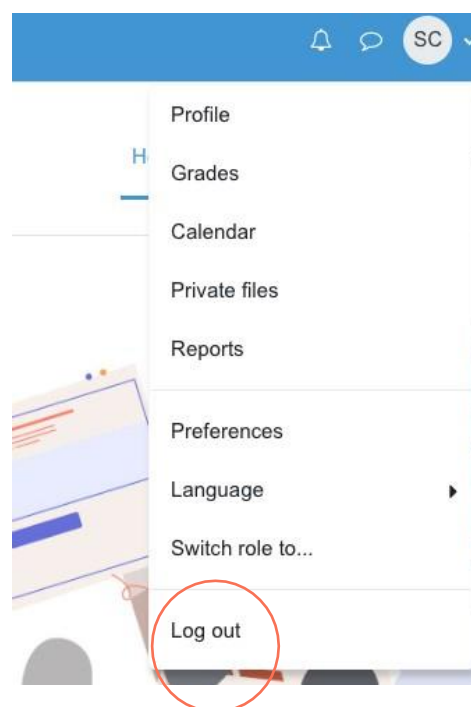 SC
Profile
Grades
Calendar
Private files
Reports
Preferences
Language
Switch role to...
Log out